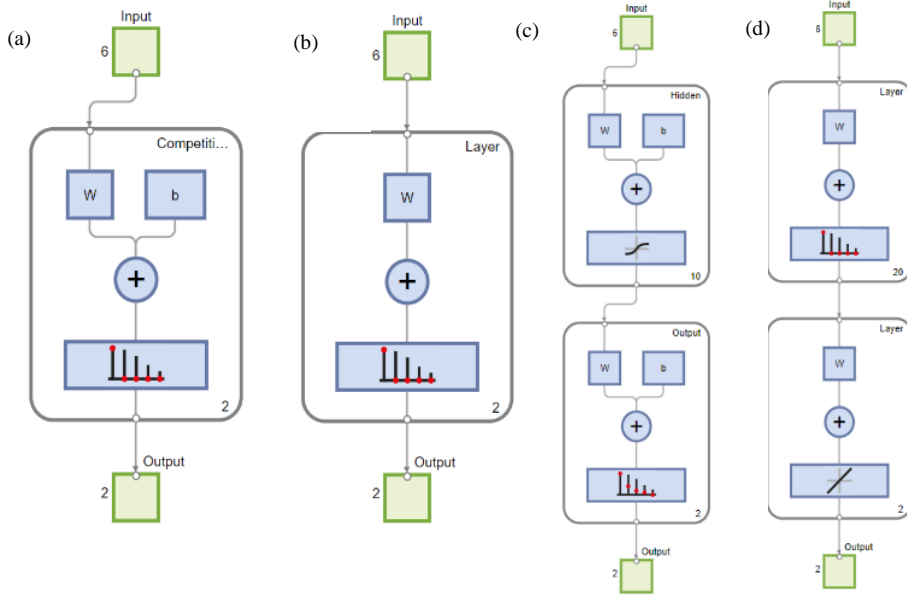 (a)
Input
6
Competiti...
W
b
+
2
Output
2
(b)
Input
6
Layer
W
+
2
Output
2
(c)
Input
6
Hidden
W
b
+
10
Output
W
b
+
2
Output
2
(d)
Input
6
Layer
W
+
20
Layer
W
+
2
Output
2